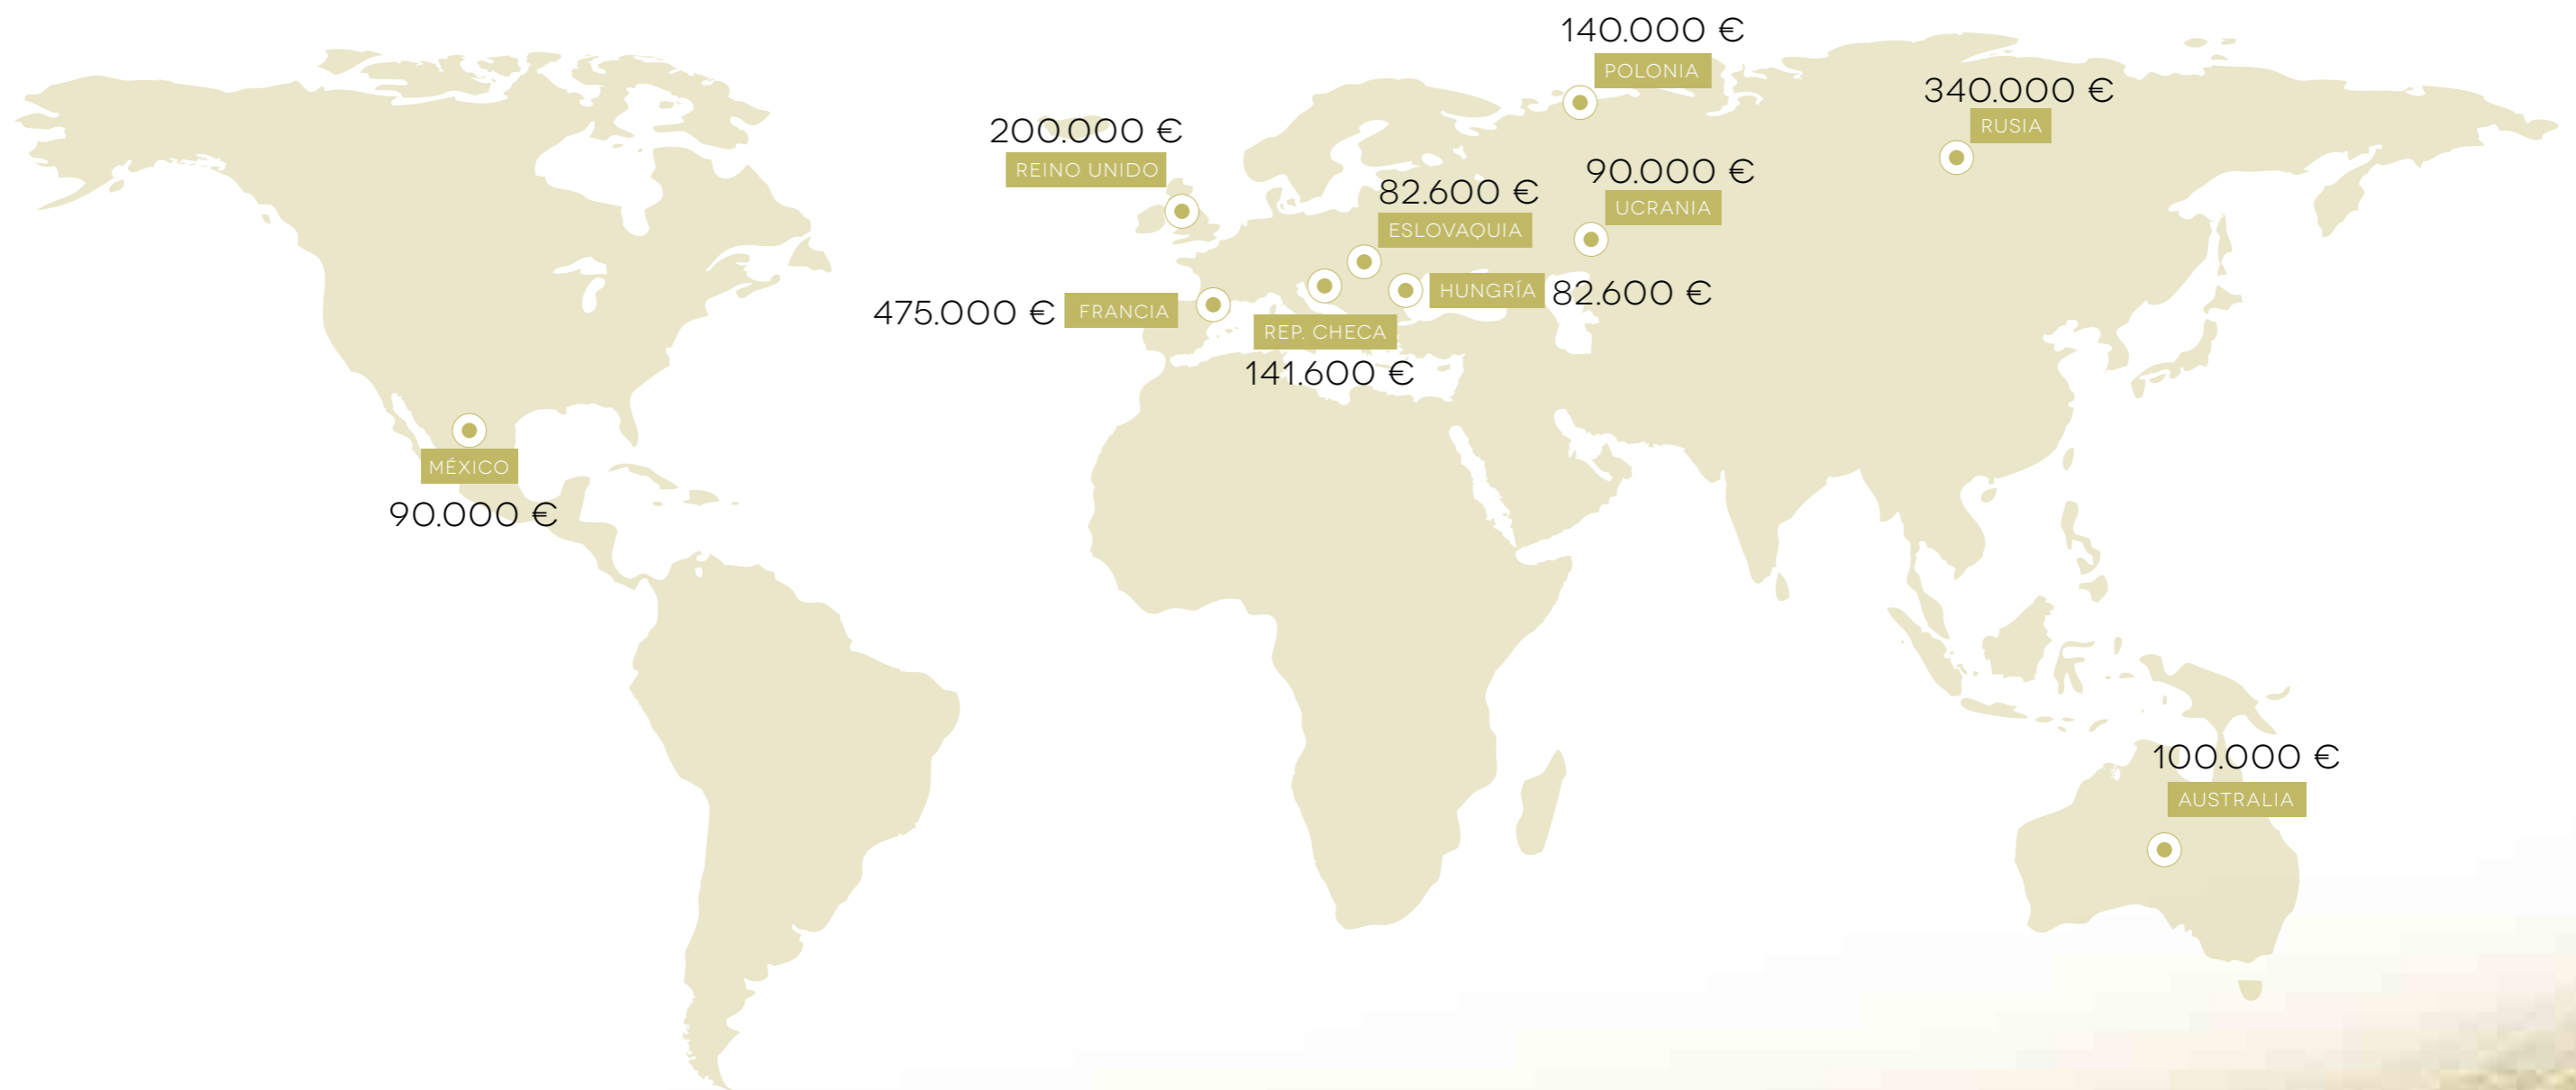 140.000 €
POLONIA
340.000 €
RUSIA
200.000 €
REINO UNIDO
90.000 €
UCRANIA
82.600 €
ESLOVAQUIA
HUNGRÍA 82.600 €
475.000 € FRANCIA
REP. CHECA
141.600 €
MÉXICO
90.000 €
100.000 €
AUSTRALIA